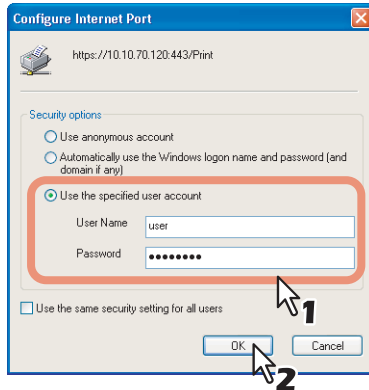 Configure Internet Port
https://10.10.70.120:443/Print
Security options
Use anonymous account
Automatically use the Windows logon name and password (and
domain if any)
Use the specified user account
User Name user
Password ••••••••
1
Use the same security setting for all users
OK Cancel
2